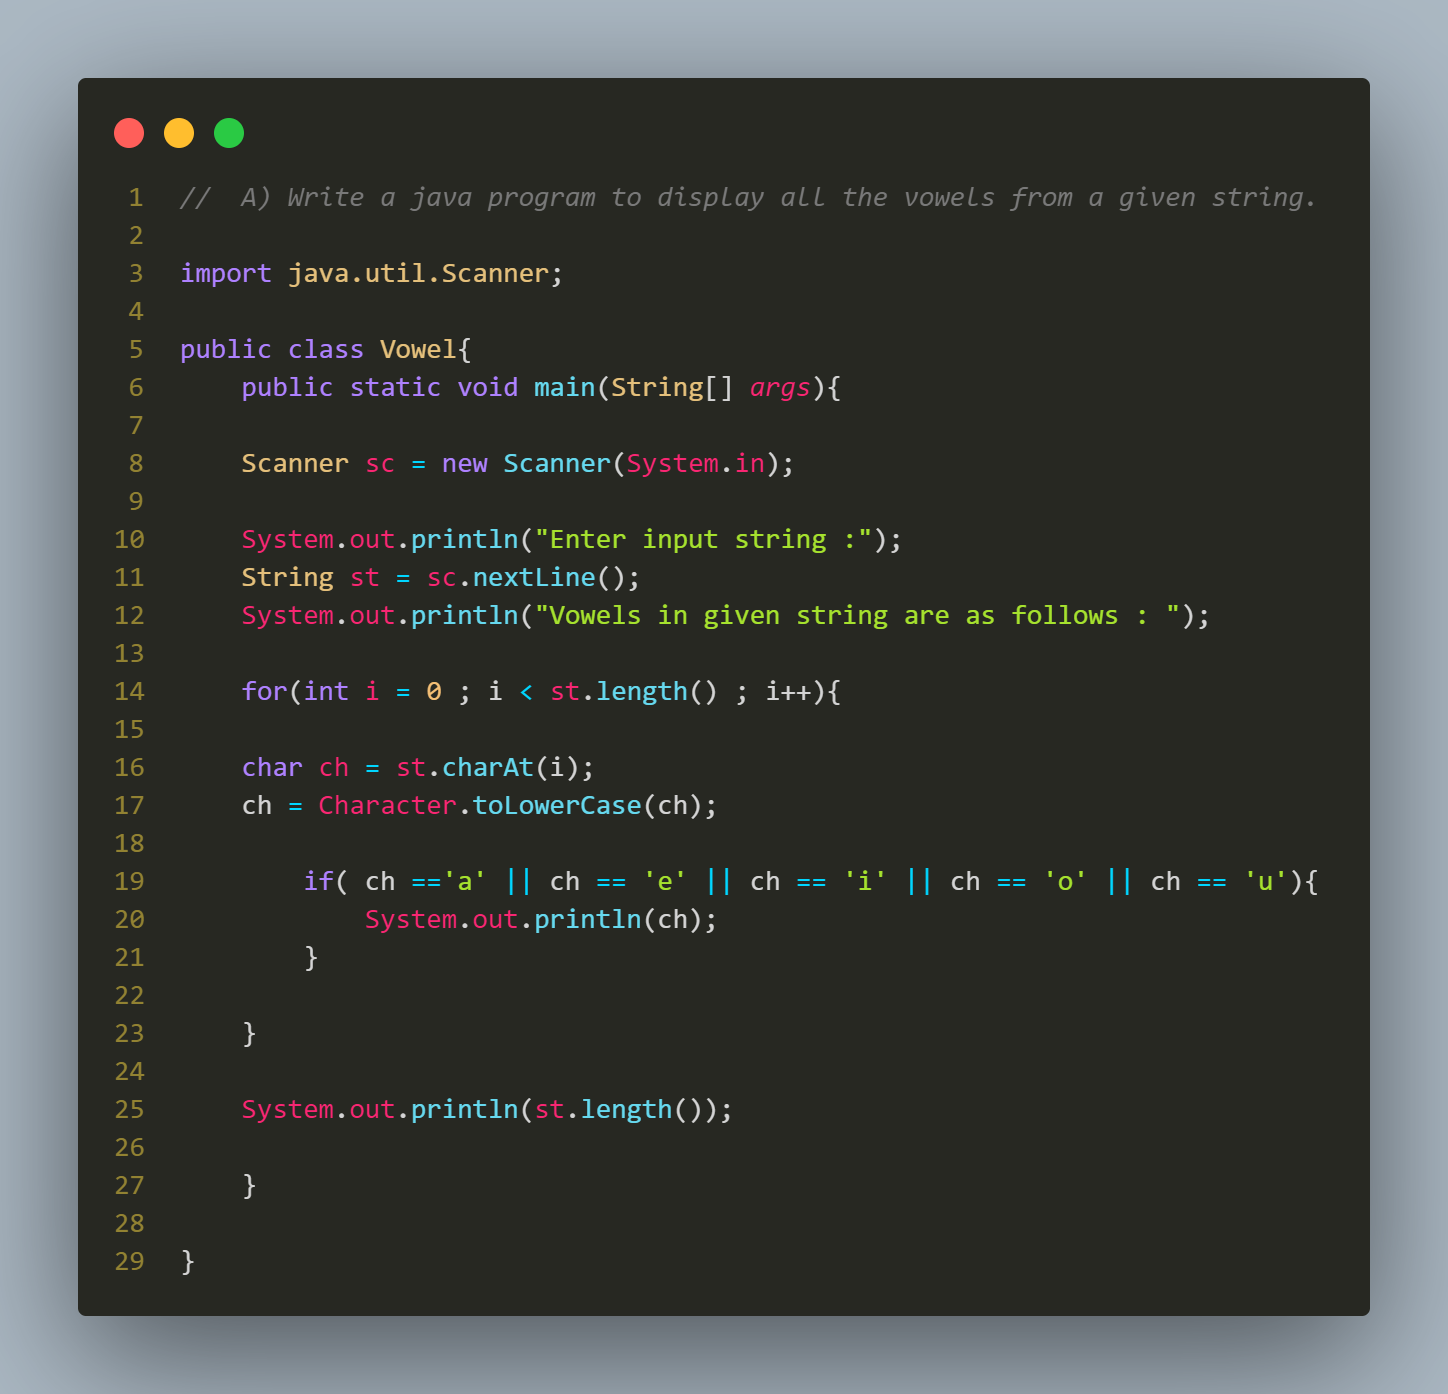 1 //  A) Write a java program to display all the vowels from a given string.
2
3 import java.util.Scanner;
4
5 public class Vowel{
6     public static void main(String[] args){
7
8     Scanner sc = new Scanner(System.in);
9
10     System.out.println("Enter input string :");
11     String st = sc.nextLine();
12     System.out.println("Vowels in given string are as follows : ");
13
14     for(int i = 0 ; i < st.length() ; i++){
15
16     char ch = st.charAt(i);
17     ch = Character.toLowerCase(ch);
18
19         if( ch =='a' || ch == 'e' || ch == 'i' || ch == 'o' || ch == 'u'){
20             System.out.println(ch);
21         }
22
23     }
24
25     System.out.println(st.length());
26
27     }
28
29 }